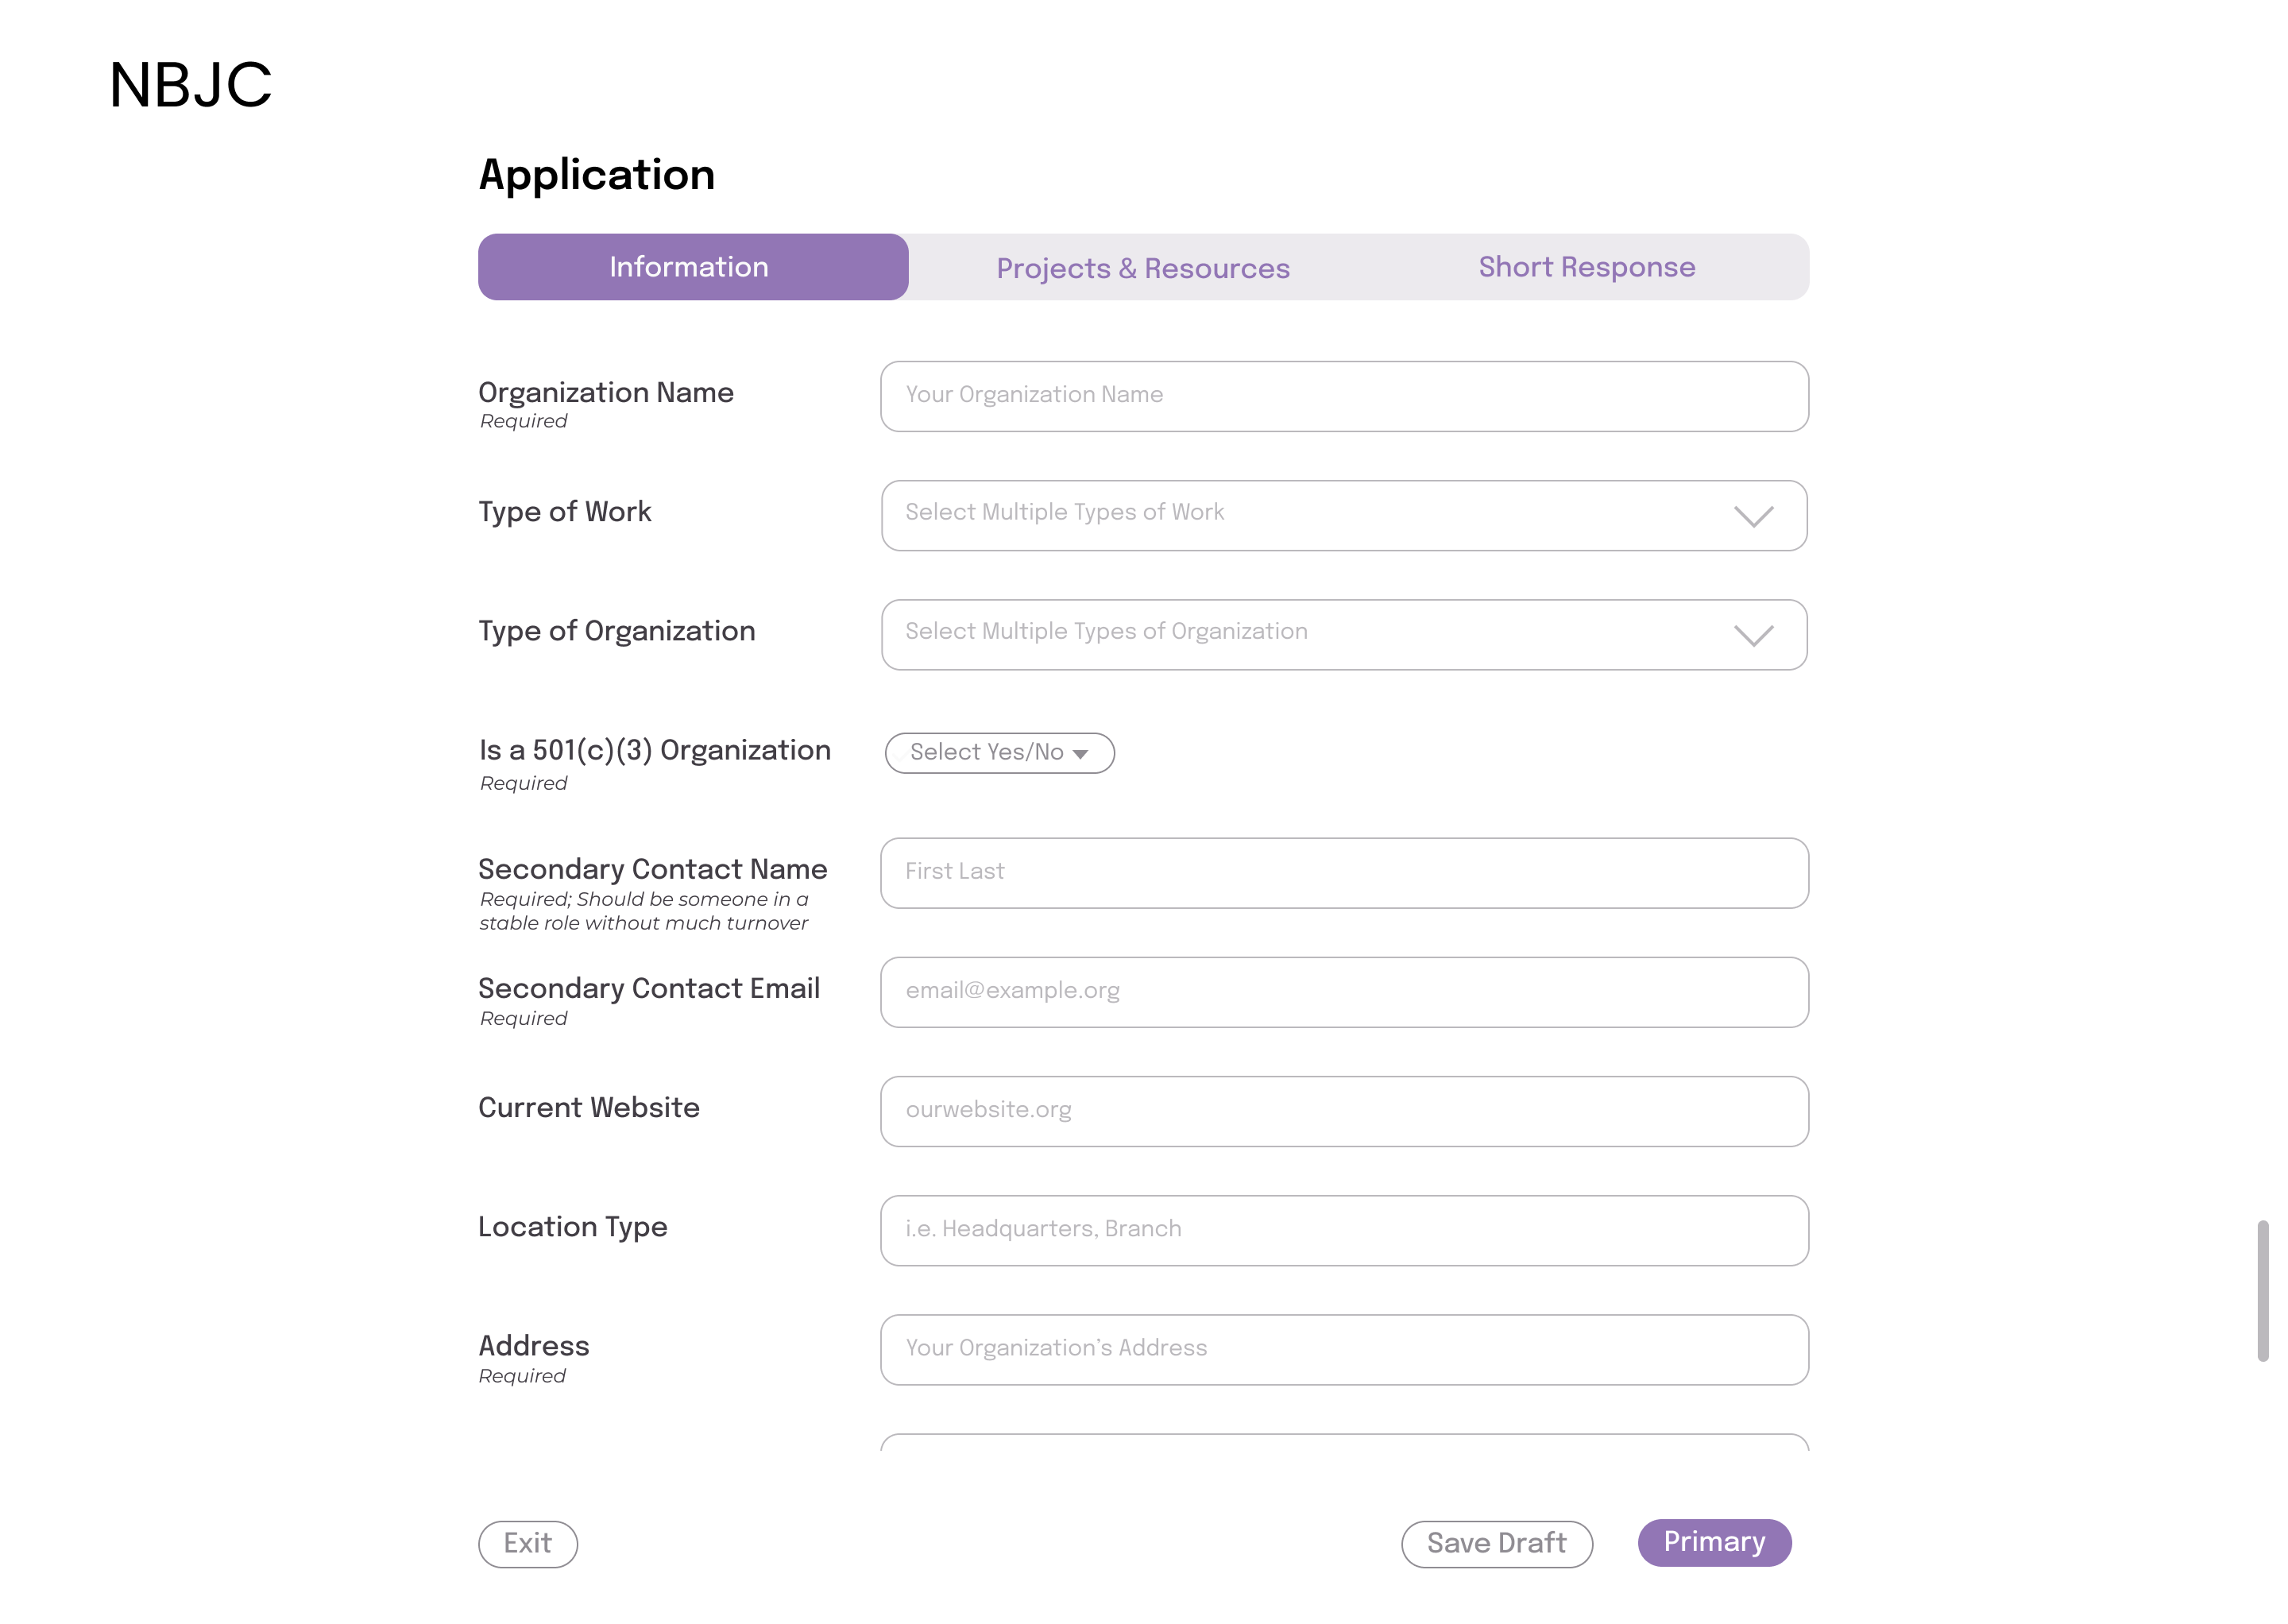 NBJC
Application
Information
Projects & Resources
Short Response
Organization Name
Required
Your Organization Name
Type of Work
Select Multiple Types of Work
Type of Organization
Select Multiple Types of Organization
Is a 501(c)(3) Organization
Required
Select Yes/No
Secondary Contact Name
Required; Should be someone in a
stable role without much turnover
First Last
Secondary Contact Email
Required
email@example.org
Current Website
ourwebsite.org
Location Type
i.e. Headquarters, Branch
Address
Required
Your Organization’s Address
Exit
Save Draft
Primary